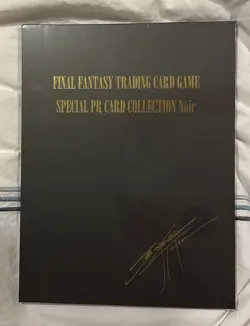 FINAL FANTASY TRADING CARD GAME
SPECIAL PR CARD COLLECTION Noir